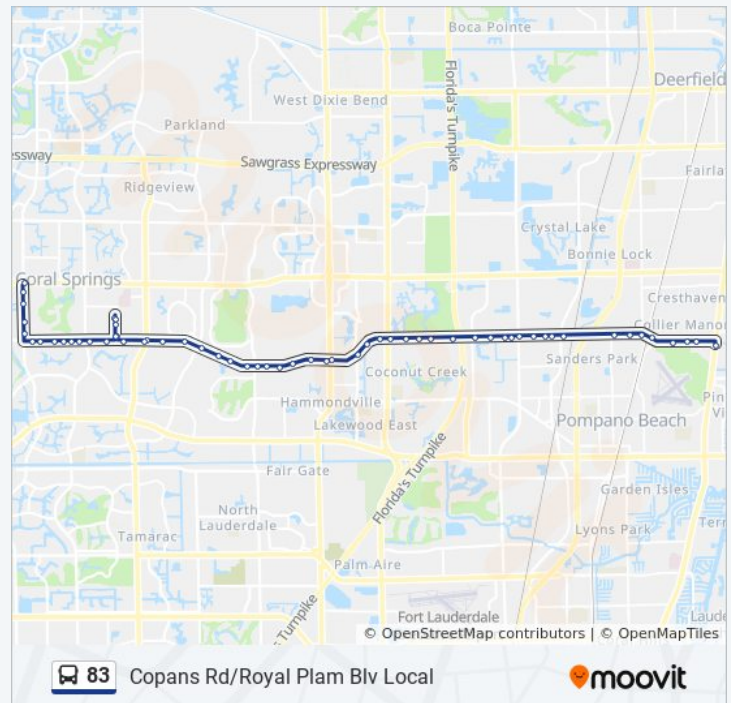 Boca Pointe
Deerfield
West Dixie Bend
Florida's Turnpike
Parkland
essway
Sawgrass Expressway
Fairla
Ridgeview
Crystal Lake
Bonnie Lock
Coral Springs
Cresthaven
Collier Mano
Sanders Park
Coconut Creek
Hammondville
Pin
Vi
Lakewood East
Pompano Beach
Fair Gate
Florida's Turnpike
Garden Isles
North
Lauderdale
Tamarac
Lyons Park
Terr
Palm Aire
s Turnpike
Fort Lauderdale
Laude
© OpenStreetMap contributors | © OpenMapTiles
83 Copans Rd/Royal Plam Blv Local
moovit